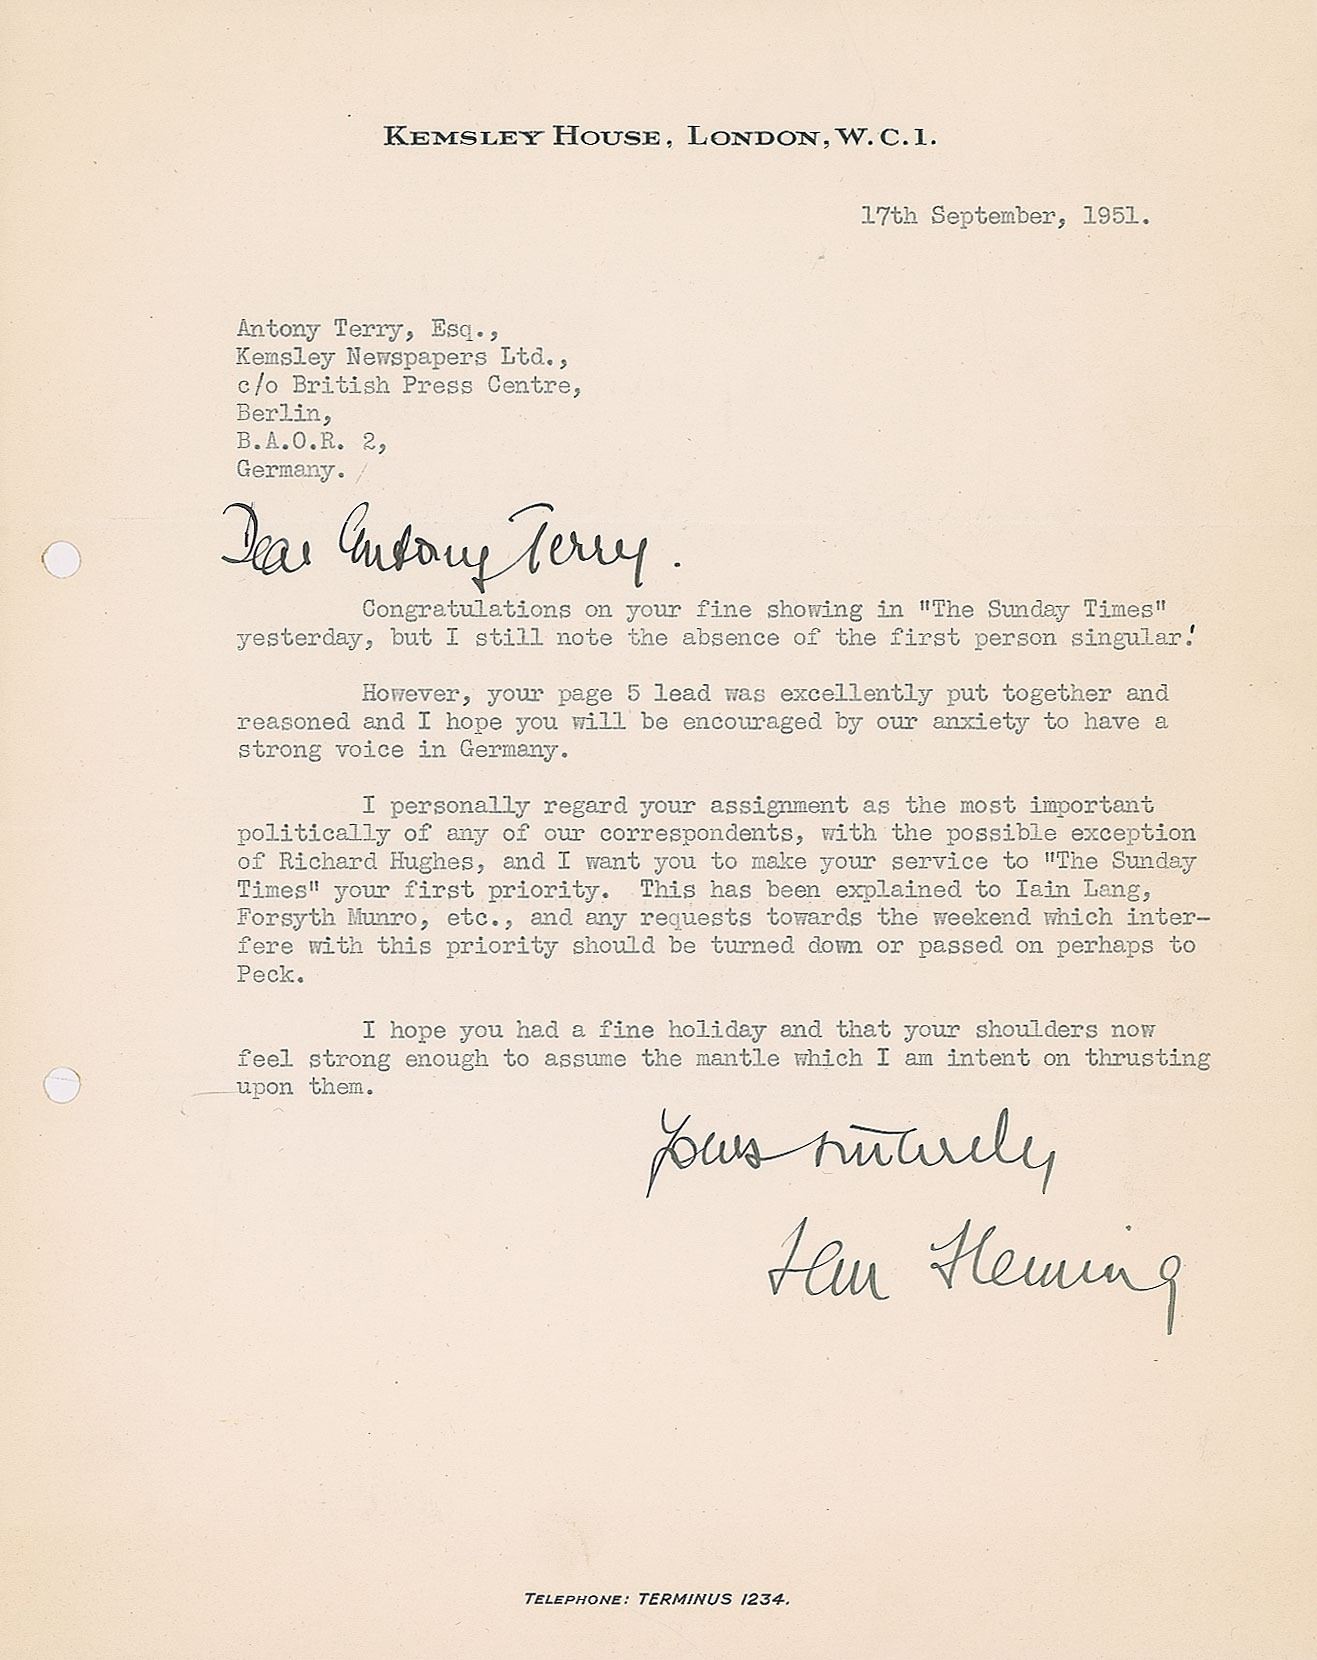 KEMSLEY HOUSE, LONDON, W.C.1.
17th September, 1951.
Antony Terry, Esq.,
Kemsley Newspapers Ltd.,
c/o British Press Centre,
Berlin,
B.A.O.R. 2,
Germany.
Dear Antony Terry.
Congratulations on your fine showing in "The Sunday Times"
yesterday, but I still note the absence of the first person singular!
However, your page 5 lead was excellently put together and
reasoned and I hope you will be encouraged by our anxiety to have a
strong voice in Germany.
I personally regard your assignment as the most important
politically of any of our correspondents, with the possible exception
of Richard Hughes, and I want you to make your service to "The Sunday
Times" your first priority. This has been explained to Iain Lang,
Forsyth Munro, etc., and any requests towards the weekend which inter-
fere with this priority should be turned down or passed on perhaps to
Peck.
I hope you had a fine holiday and that your shoulders now
feel strong enough to assume the mantle which I am intent on thrusting
upon them.
Yours sincerely
Ian Fleming
TELEPHONE: TERMINUS 1234.